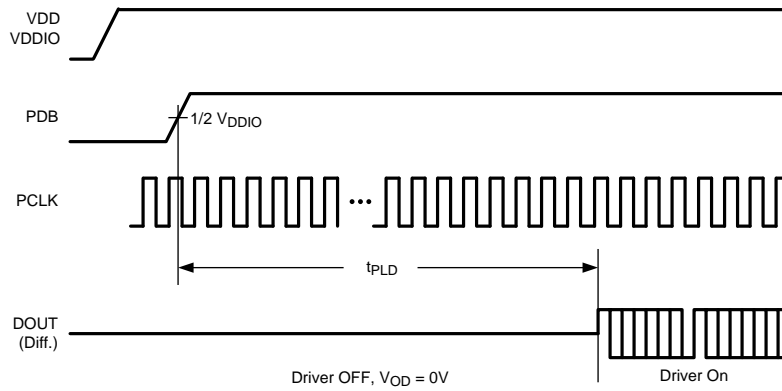 VDD
VDDIO
PDB
1/2 VDDIO
PCLK
•••
tPLD
DOUT
(Diff.)
Driver OFF, VOD = 0V
Driver On